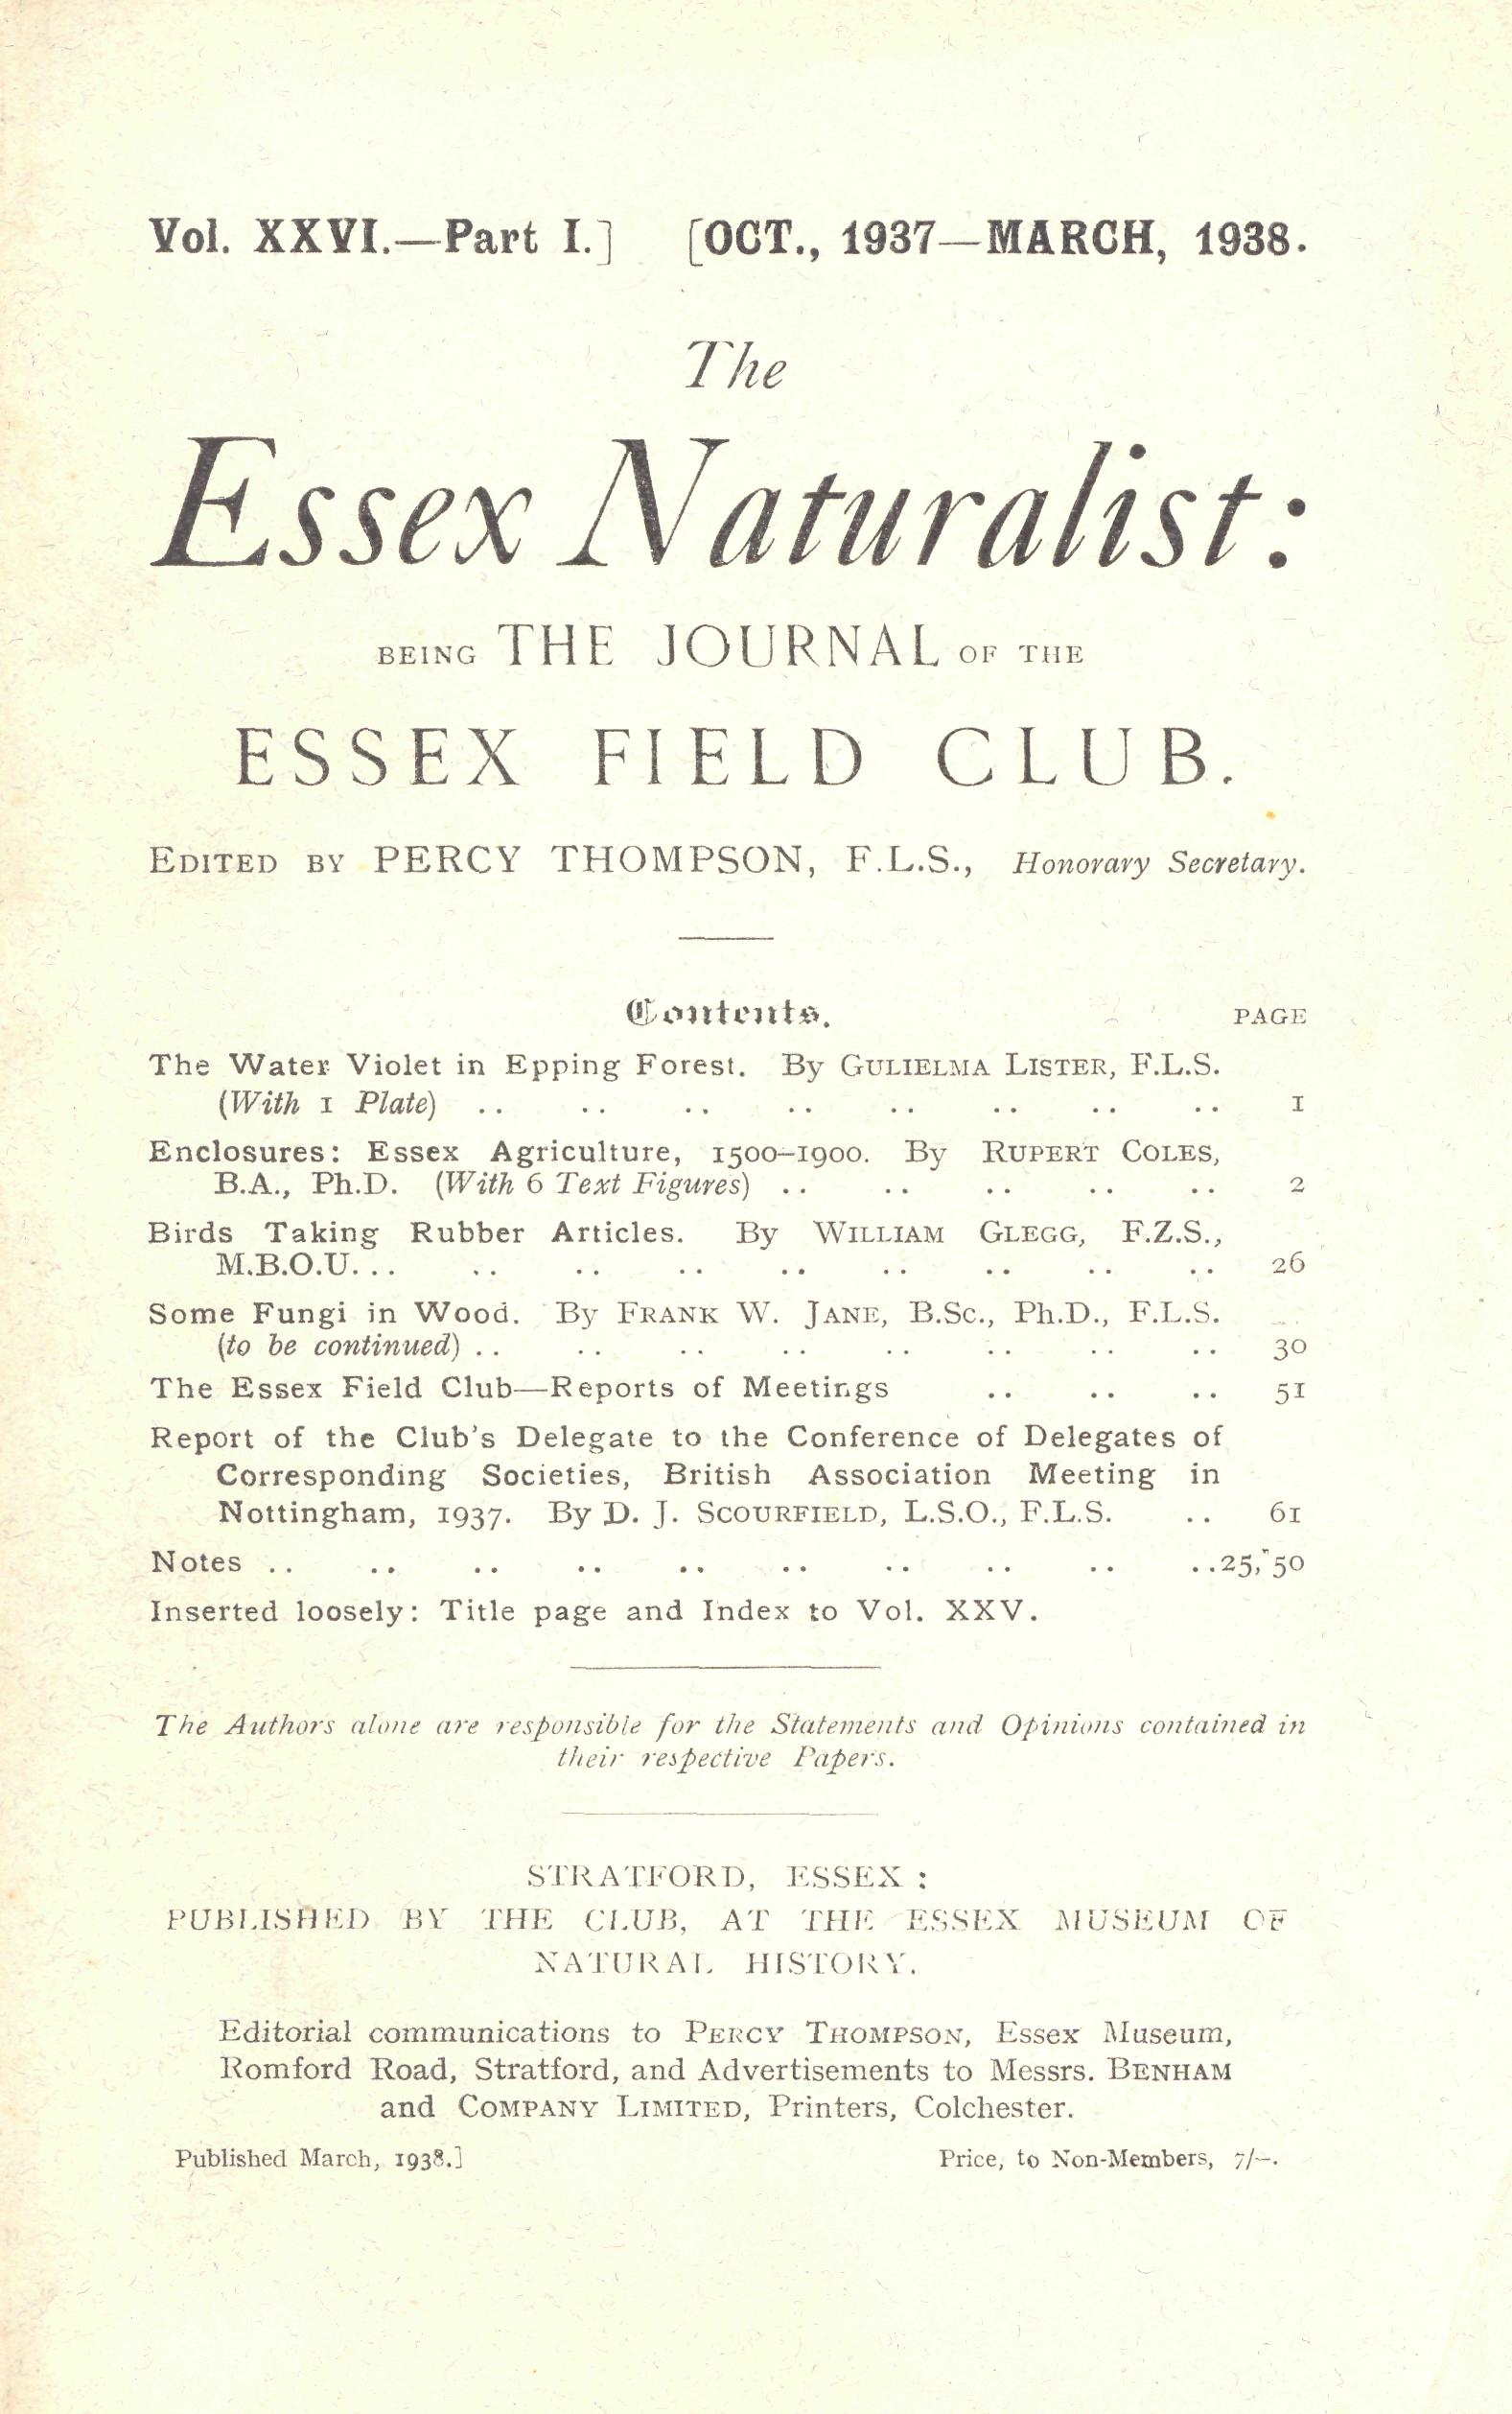 Vol. XXVI.—Part I.] [OCT., 1937—MARCH, 1938.
The
Essex Naturalist:
BEING THE JOURNAL OF THE
ESSEX FIELD CLUB.
EDITED BY PERCY THOMPSON, F.L.S., Honorary Secretary.
Contents.
PAGE
The Water Violet in Epping Forest. By GULIELMA LISTER, F.L.S.
(With 1 Plate) .. .. .. .. .. .. .. .. 1
Enclosures: Essex Agriculture, 1500–1900. By RUPERT COLES,
B.A., Ph.D. (With 6 Text Figures) .. .. .. .. .. 2
Birds Taking Rubber Articles. By WILLIAM GLEGG, F.Z.S.,
M.B.O.U. .. .. .. .. .. .. .. .. .. 26
Some Fungi in Wood. By FRANK W. JANE, B.Sc., Ph.D., F.L.S.
(to be continued) .. .. .. .. .. .. .. .. 30
The Essex Field Club—Reports of Meetings .. .. .. 51
Report of the Club's Delegate to the Conference of Delegates of
Corresponding Societies, British Association Meeting in
Nottingham, 1937. By D. J. SCOURFIELD, L.S.O., F.L.S. .. 61
Notes .. .. .. .. .. .. .. .. .. ..25, 50
Inserted loosely: Title page and Index to Vol. XXV.
The Authors alone are responsible for the Statements and Opinions contained in
their respective Papers.
STRATFORD, ESSEX :
PUBLISHED BY THE CLUB, AT THE ESSEX MUSEUM OF
NATURAL HISTORY.
Editorial communications to PERCY THOMPSON, Essex Museum,
Romford Road, Stratford, and Advertisements to Messrs. BENHAM
and COMPANY LIMITED, Printers, Colchester.
Published March, 1938.] Price, to Non-Members, 7/–.